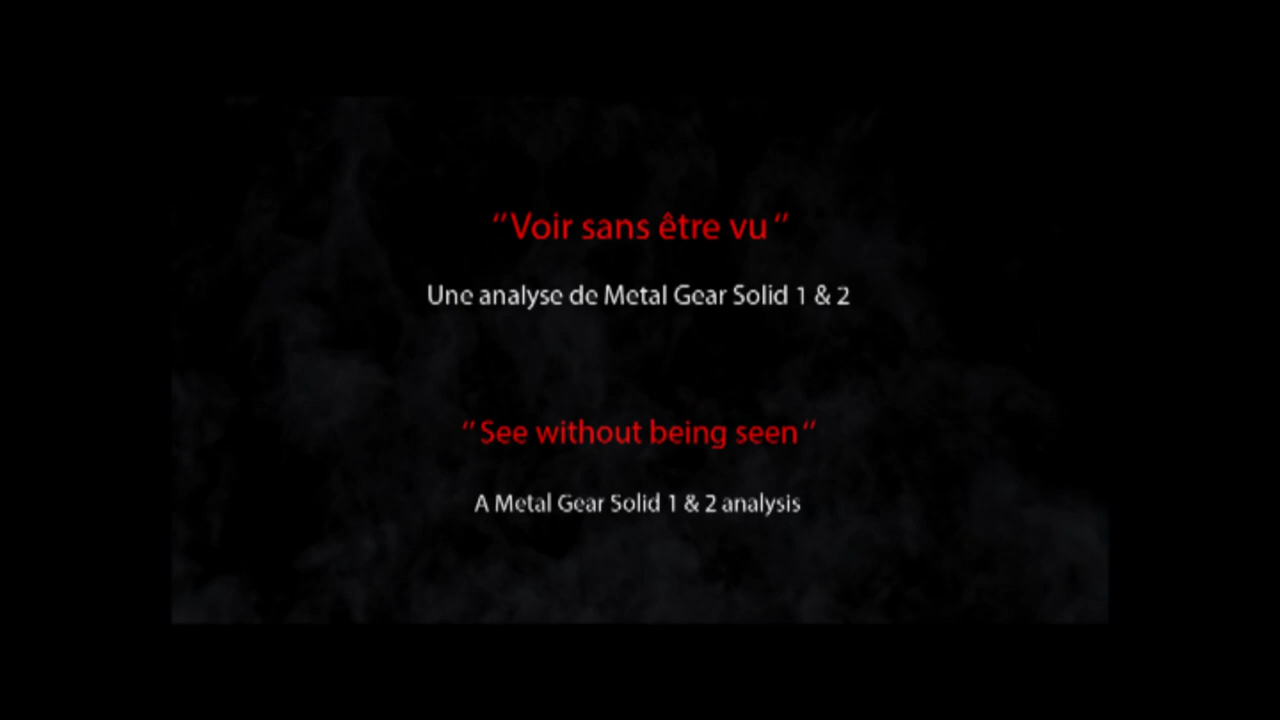 ‘‘Voir sans être vu‘‘
Une analyse de Metal Gear Solid 1 & 2
‘‘See without being seen‘‘
A Metal Gear Solid 1 & 2 analysis